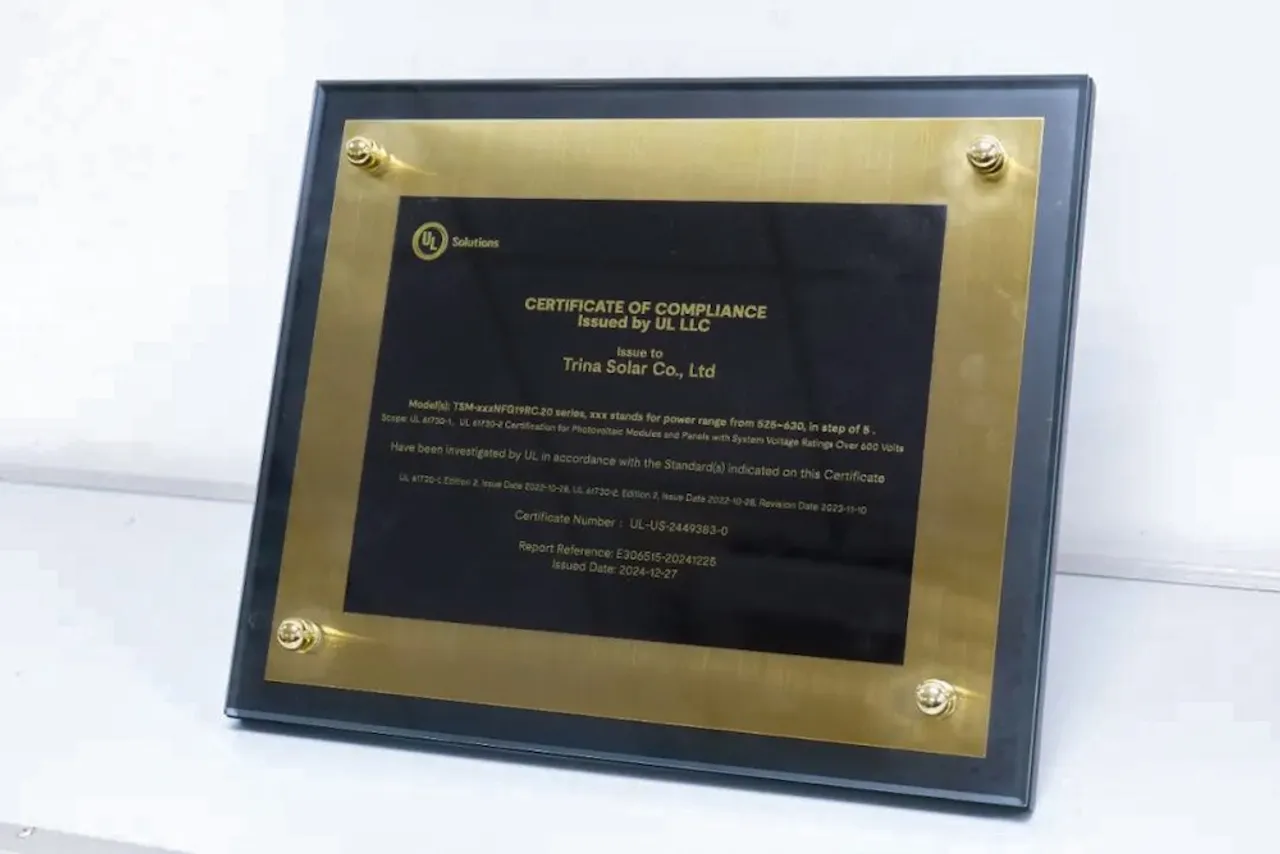 UL Solutions
CERTIFICATE OF COMPLIANCE
Issued by UL LLC
Issue to
Trina Solar Co., Ltd
Model(s): TSM-xxxNFG19RC.20 series, xxx stands for power range from 525~630, in step of 5 .
Scope: UL 61730-1, UL 61730-2 Certification for Photovoltaic Modules and Panels with System Voltage Ratings Over 600 Volts
Have been investigated by UL in accordance with the Standard(s) indicated on this Certificate
UL 61730-1, Edition 2, Issue Date 2022-10-28, UL 61730-2, Edition 2, Issue Date 2022-10-28, Revision Date 2023-11-10
Certificate Number : UL-US-2449383-0
Report Reference: E306515-20241225
Issued Date: 2024-12-27